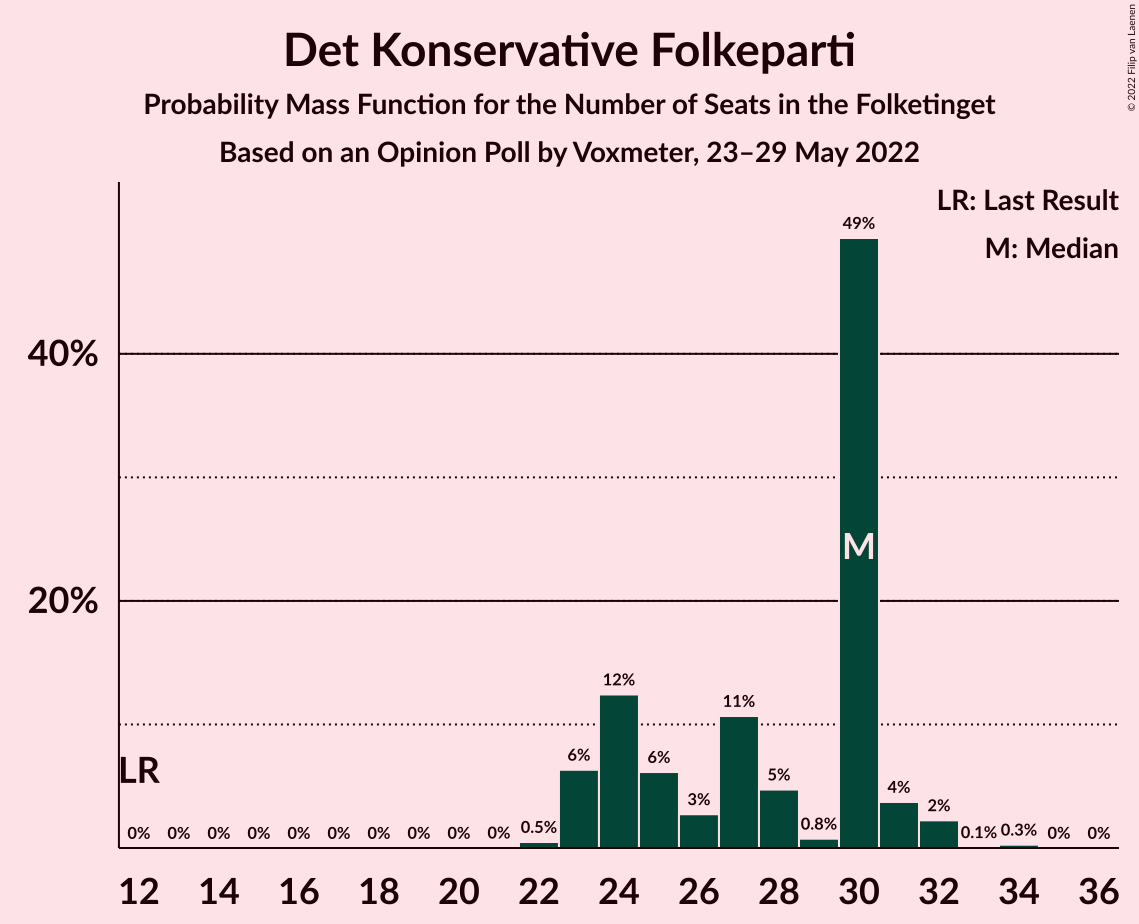 Det Konservative Folkeparti
Probability Mass Function for the Number of Seats in the Folketinget
Based on an Opinion Poll by Voxmeter, 23–29 May 2022
© 2022 Filip van Laenen
LR: Last Result
M: Median
40%
20%
LR
M
0% 0% 0% 0% 0% 0% 0% 0% 0% 0% 0.5% 6% 12% 6% 3% 11% 5% 0.8% 49% 4% 2% 0.1% 0.3% 0% 0%
12 14 16 18 20 22 24 26 28 30 32 34 36